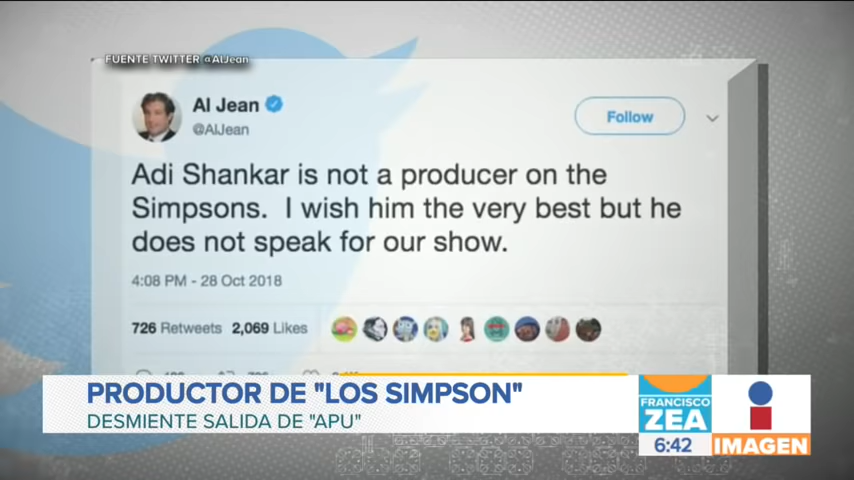 FUENTE TWITTER @AlJean
Al Jean
@AlJean
Follow
Adi Shankar is not a producer on the
Simpsons. I wish him the very best but he
does not speak for our show.
4:08 PM - 28 Oct 2018
726 Retweets 2,069 Likes
PRODUCTOR DE "LOS SIMPSON"
DESMIENTE SALIDA DE "APU"
FRANCISCO
ZEA
6:42
IMAGEN